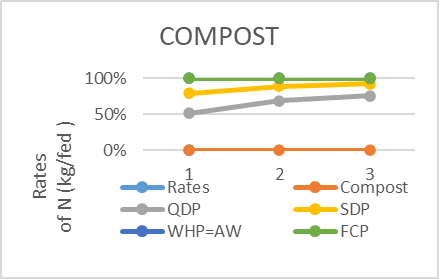 COMPOST
100%
50%
0%
1 2 3
Rates
of N (kg/fed )
Rates Compost
QDP SDP
WHP=AW FCP